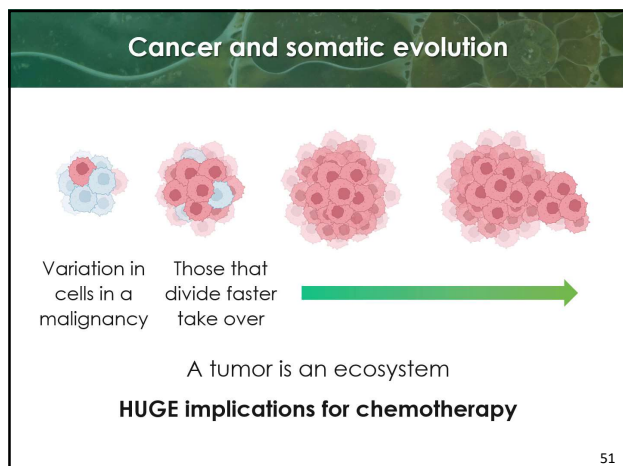 Cancer and somatic evolution
Variation in
cells in a
malignancy
Those that
divide faster
take over
A tumor is an ecosystem
HUGE implications for chemotherapy
51